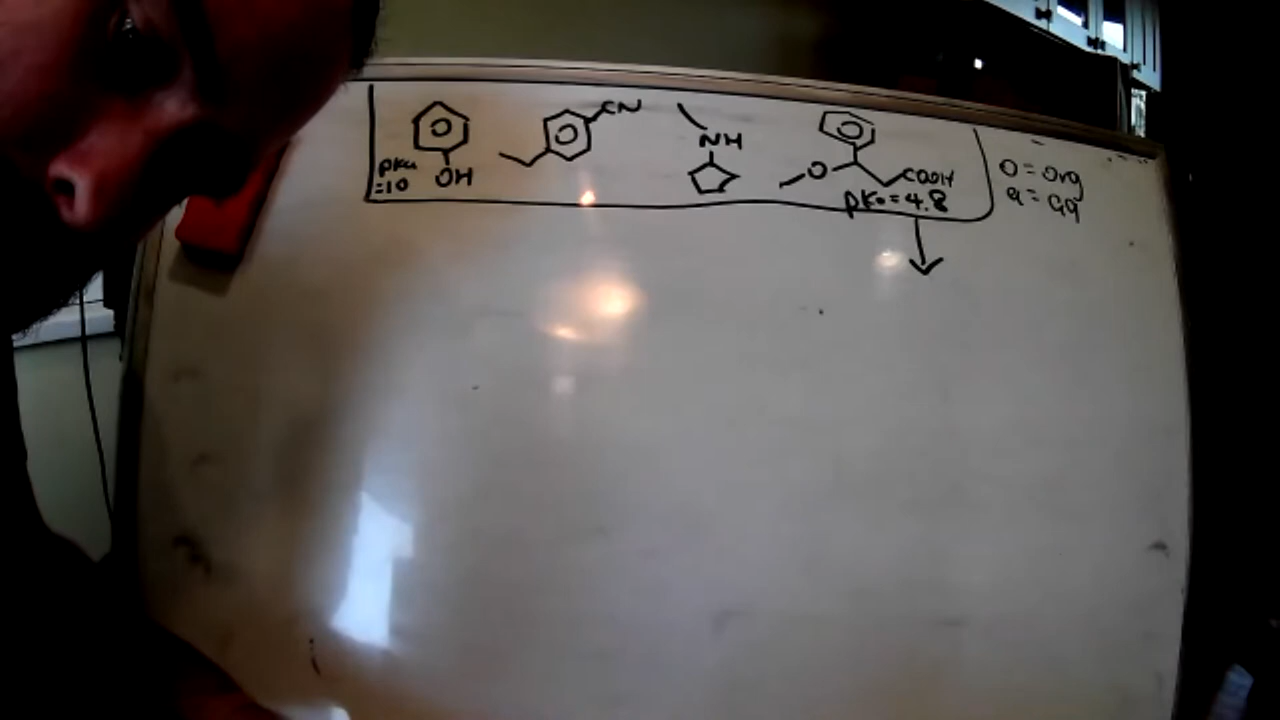 CN
NH
O
COOH
pka
=10
OH
pKa=4.8
O = Org
a = aq